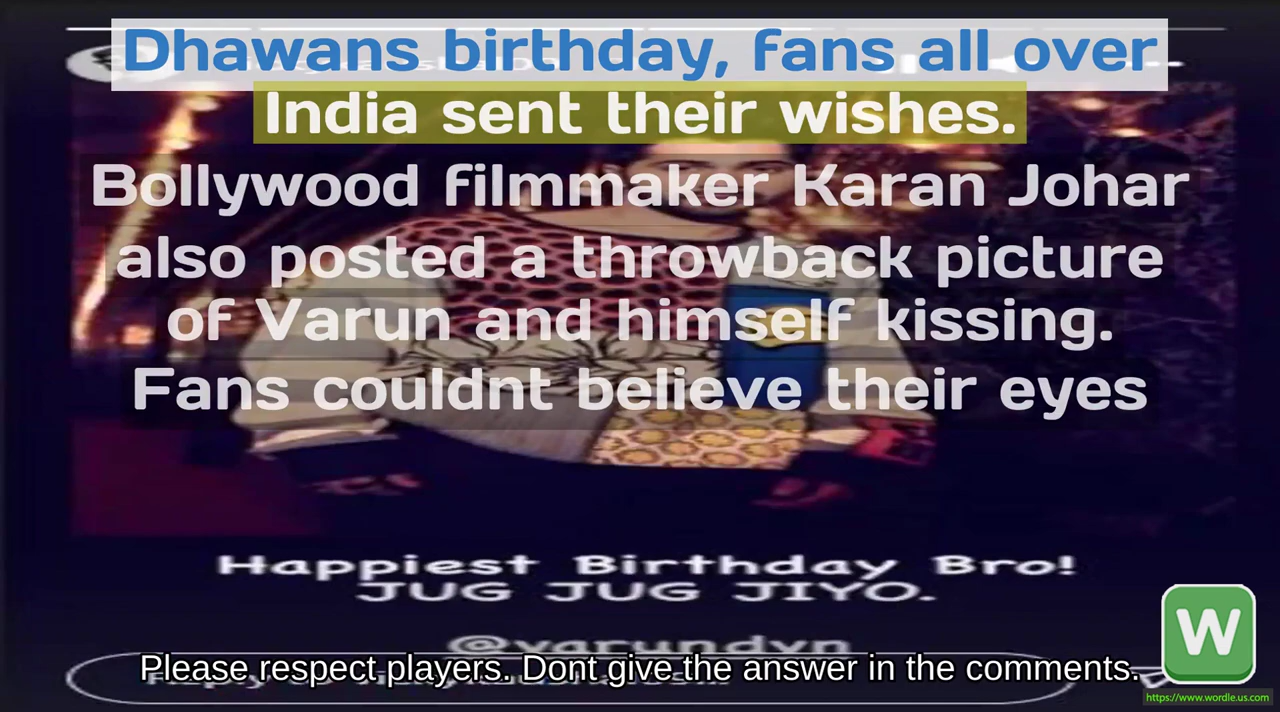 Dhawans birthday, fans all over
India sent their wishes.
Bollywood filmmaker Karan Johar
also posted a throwback picture
of Varun and himself kissing.
Fans couldnt believe their eyes
Happiest Birthday Bro!
JUG JUG JIYO.
@varundvn
Please respect players. Dont give the answer in the comments.
W
https://www.wordle.us.com